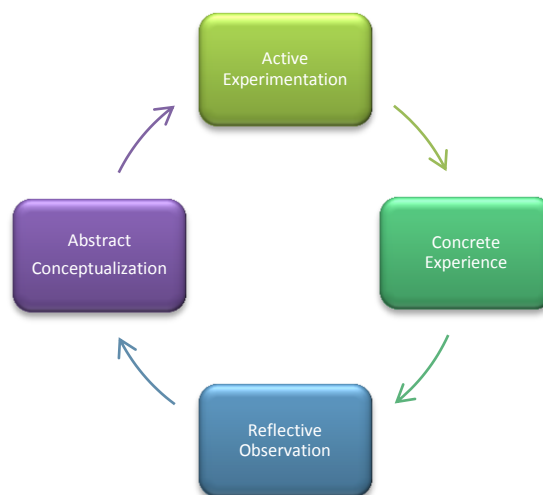 Active
Experimentation
Concrete
Experience
Reflective
Observation
Abstract
Conceptualization